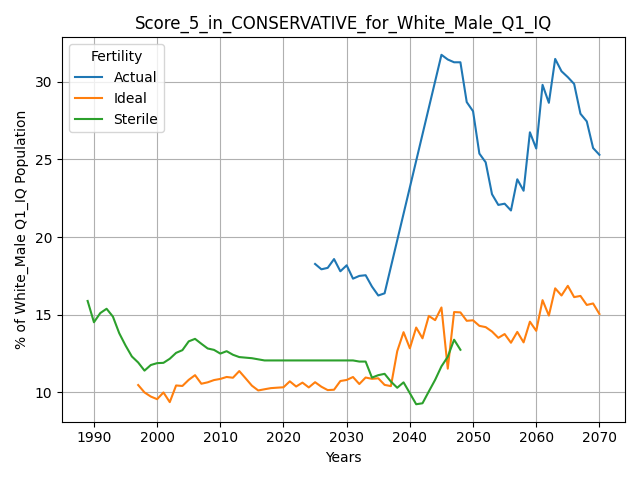 Score_5_in_CONSERVATIVE_for_White_Male_Q1_IQ
Fertility
Actual
Ideal
Sterile
% of White_Male Q1_IQ Population
30
25
20
15
10
1990 2000 2010 2020 2030 2040 2050 2060 2070
Years